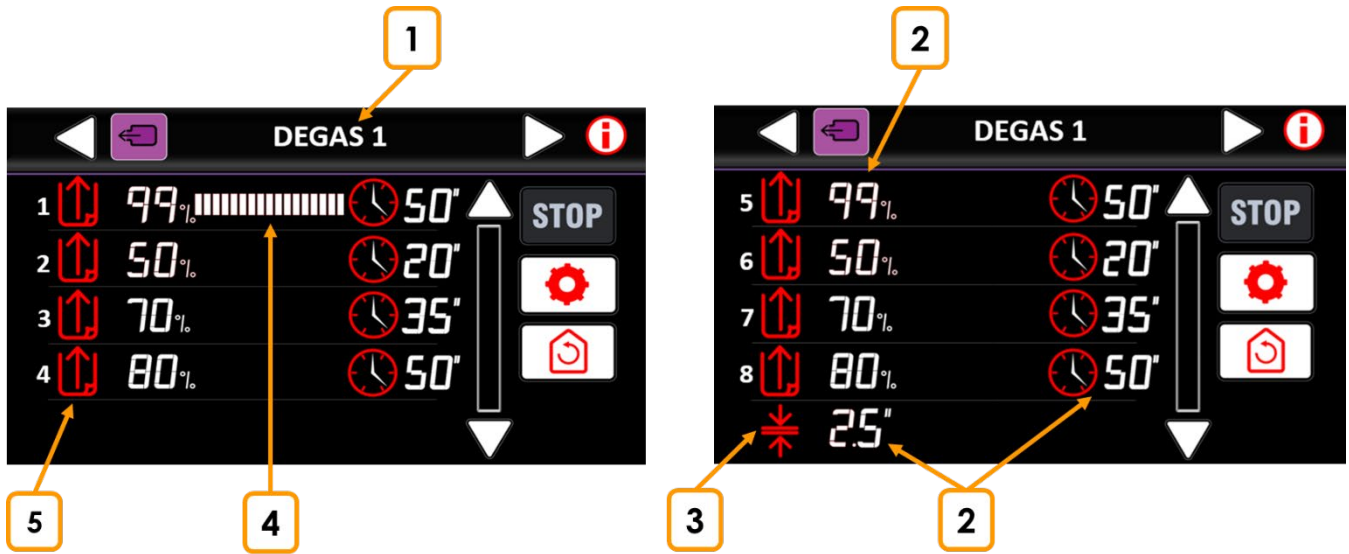 1
2
DEGAS 1
1 99% 50"
STOP
2 50% 20"
3 70% 35"
4 80% 50"
DEGAS 1
5 99% 50"
STOP
6 50% 20"
7 70% 35"
8 80% 50"
2.5"
5
4
3
2